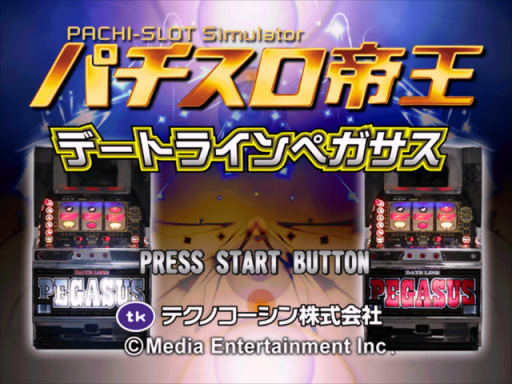 PACHI-SLOT Simulator
パチスロ帝王
デートラインペガサス
PRESS START BUTTON
DATE LINE
PEGASUS
DATE LINE
PEGASUS
tk テクノコーシン株式会社
©Media Entertainment Inc.